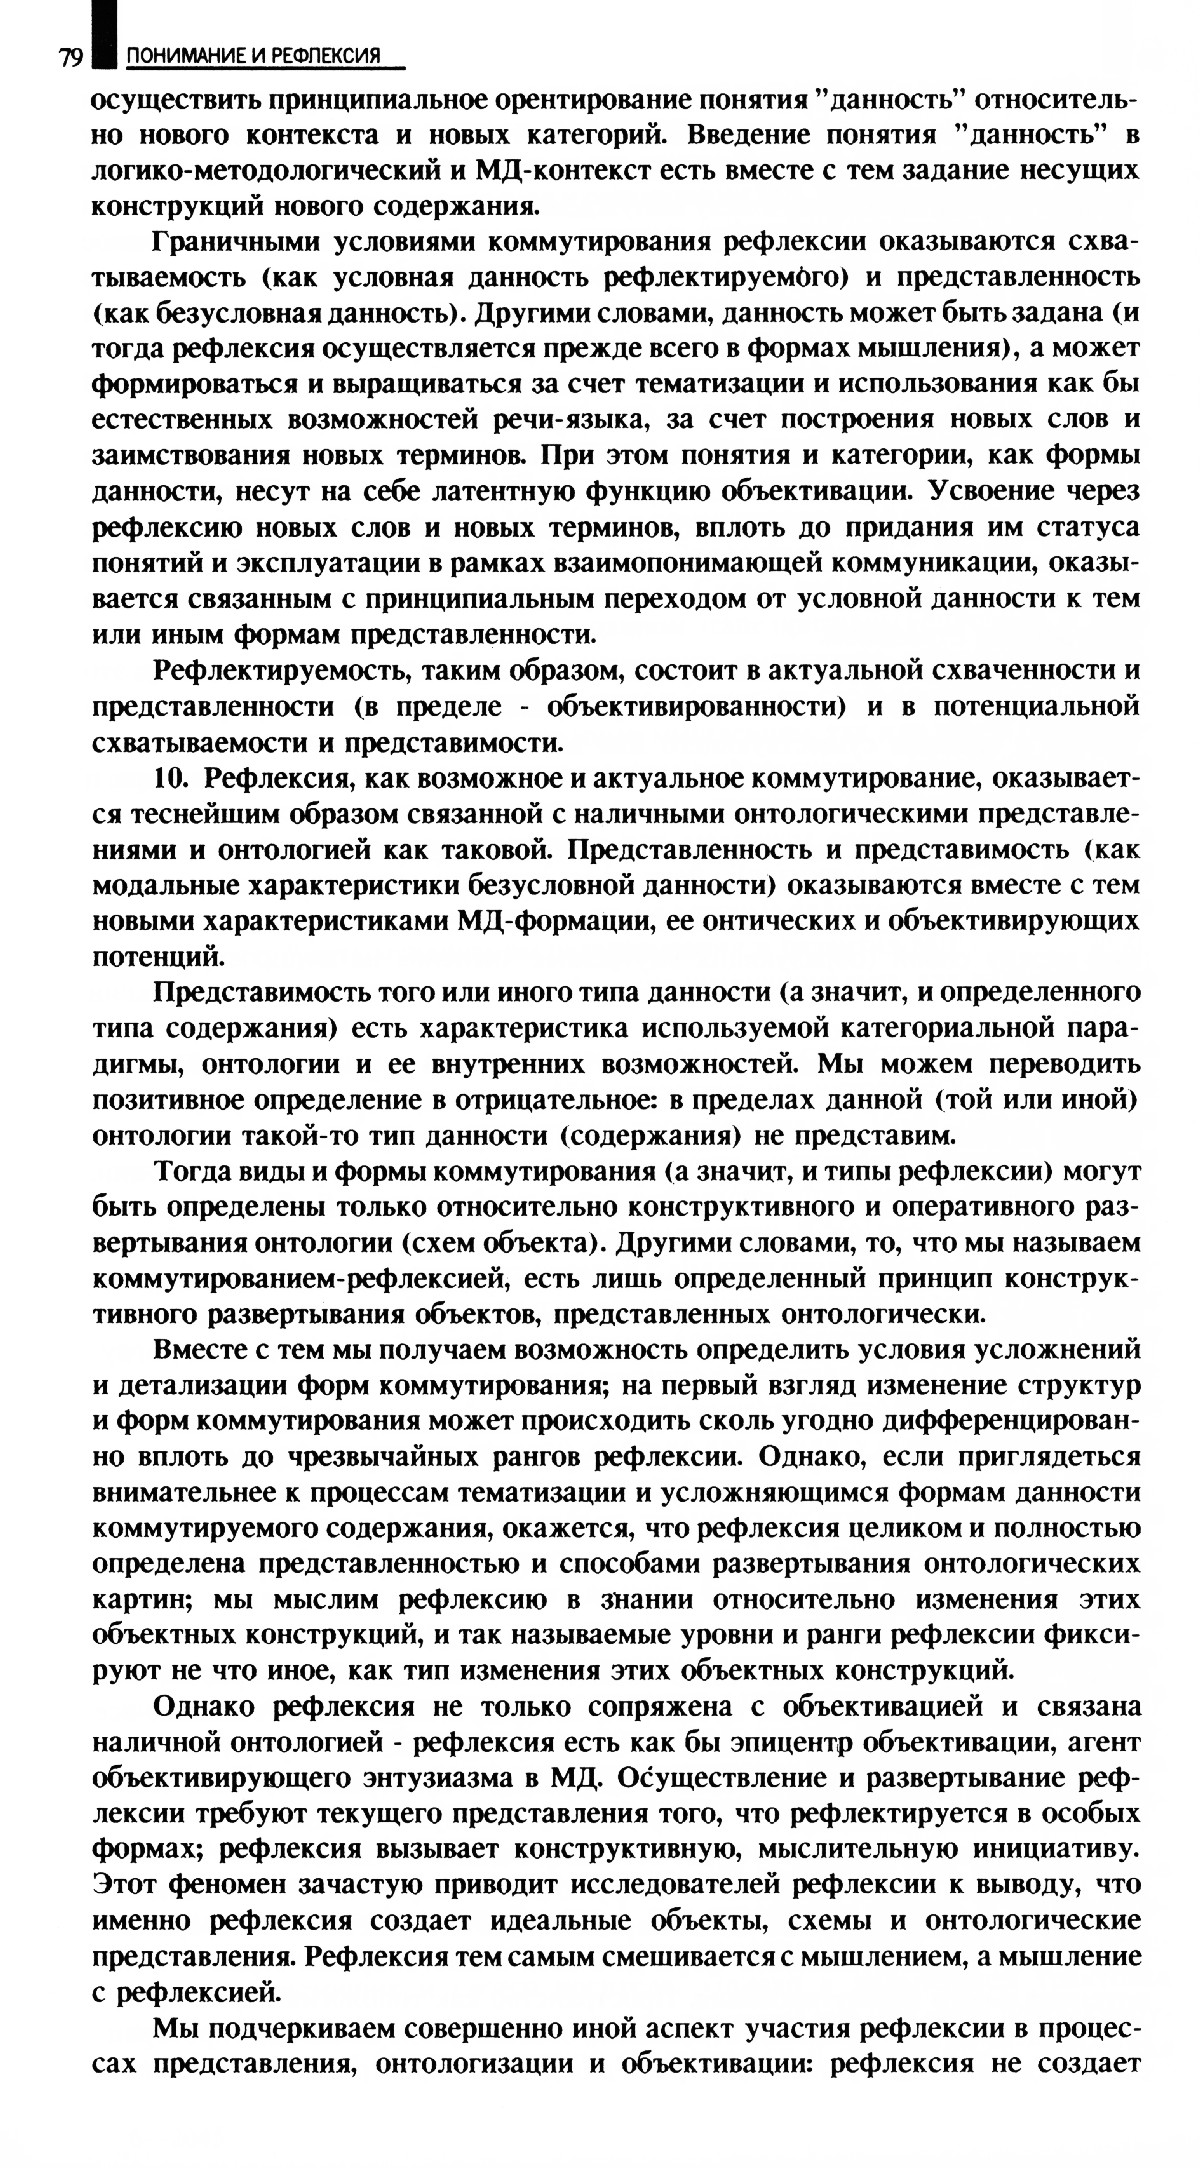 79 ПОНИМАНИЕ И РЕФЛЕКСИЯ
осуществить принципиальное орентирование понятия "данность" относитель-
но нового контекста и новых категорий. Введение понятия "данность" в
логико-методологический и МД-контекст есть вместе с тем задание несущих
конструкций нового содержания.
Граничными условиями коммутирования рефлексии оказываются схва-
тываемость (как условная данность рефлектируемого) и представленность
(как безусловная данность). Другими словами, данность может быть задана (и
тогда рефлексия осуществляется прежде всего в формах мышления), а может
формироваться и выращиваться за счет тематизации и использования как бы
естественных возможностей речи-языка, за счет построения новых слов и
заимствования новых терминов. При этом понятия и категории, как формы
данности, несут на себе латентную функцию объективации. Усвоение через
рефлексию новых слов и новых терминов, вплоть до придания им статуса
понятий и эксплуатации в рамках взаимопонимающей коммуникации, оказы-
вается связанным с принципиальным переходом от условной данности к тем
или иным формам представленности.
Рефлектируемость, таким образом, состоит в актуальной схваченности и
представленности (в пределе - объективированности) и в потенциальной
схватываемости и представимости.
10. Рефлексия, как возможное и актуальное коммутирование, оказывает-
ся теснейшим образом связанной с наличными онтологическими представле-
ниями и онтологией как таковой. Представленность и представимость (как
модальные характеристики безусловной данности) оказываются вместе с тем
новыми характеристиками МД-формации, ее онтических и объективирующих
потенций.
Представимость того или иного типа данности (а значит, и определенного
типа содержания) есть характеристика используемой категориальной пара-
дигмы, онтологии и ее внутренних возможностей. Мы можем переводить
позитивное определение в отрицательное: в пределах данной (той или иной)
онтологии такой-то тип данности (содержания) не представим.
Тогда виды и формы коммутирования (а значит, и типы рефлексии) могут
быть определены только относительно конструктивного и оперативного раз-
вертывания онтологии (схем объекта). Другими словами, то, что мы называем
коммутированием-рефлексией, есть лишь определенный принцип конструк-
тивного развертывания объектов, представленных онтологически.
Вместе с тем мы получаем возможность определить условия усложнений
и детализации форм коммутирования; на первый взгляд изменение структур
и форм коммутирования может происходить сколь угодно дифференцирован-
но вплоть до чрезвычайных рангов рефлексии. Однако, если приглядеться
внимательнее к процессам тематизации и усложняющимся формам данности
коммутируемого содержания, окажется, что рефлексия целиком и полностью
определена представленностью и способами развертывания онтологических
картин; мы мыслим рефлексию в знании относительно изменения этих
объектных конструкций, и так называемые уровни и ранги рефлексии фикси-
руют не что иное, как тип изменения этих объектных конструкций.
Однако рефлексия не только сопряжена с объективацией и связана
наличной онтологией - рефлексия есть как бы эпицентр объективации, агент
объективирующего энтузиазма в МД. Осуществление и развертывание реф-
лексии требуют текущего представления того, что рефлектируется в особых
формах; рефлексия вызывает конструктивную, мыслительную инициативу.
Этот феномен зачастую приводит исследователей рефлексии к выводу, что
именно рефлексия создает идеальные объекты, схемы и онтологические
представления. Рефлексия тем самым смешивается с мышлением, а мышление
с рефлексией.
Мы подчеркиваем совершенно иной аспект участия рефлексии в процес-
сах представления, онтологизации и объективации: рефлексия не создает